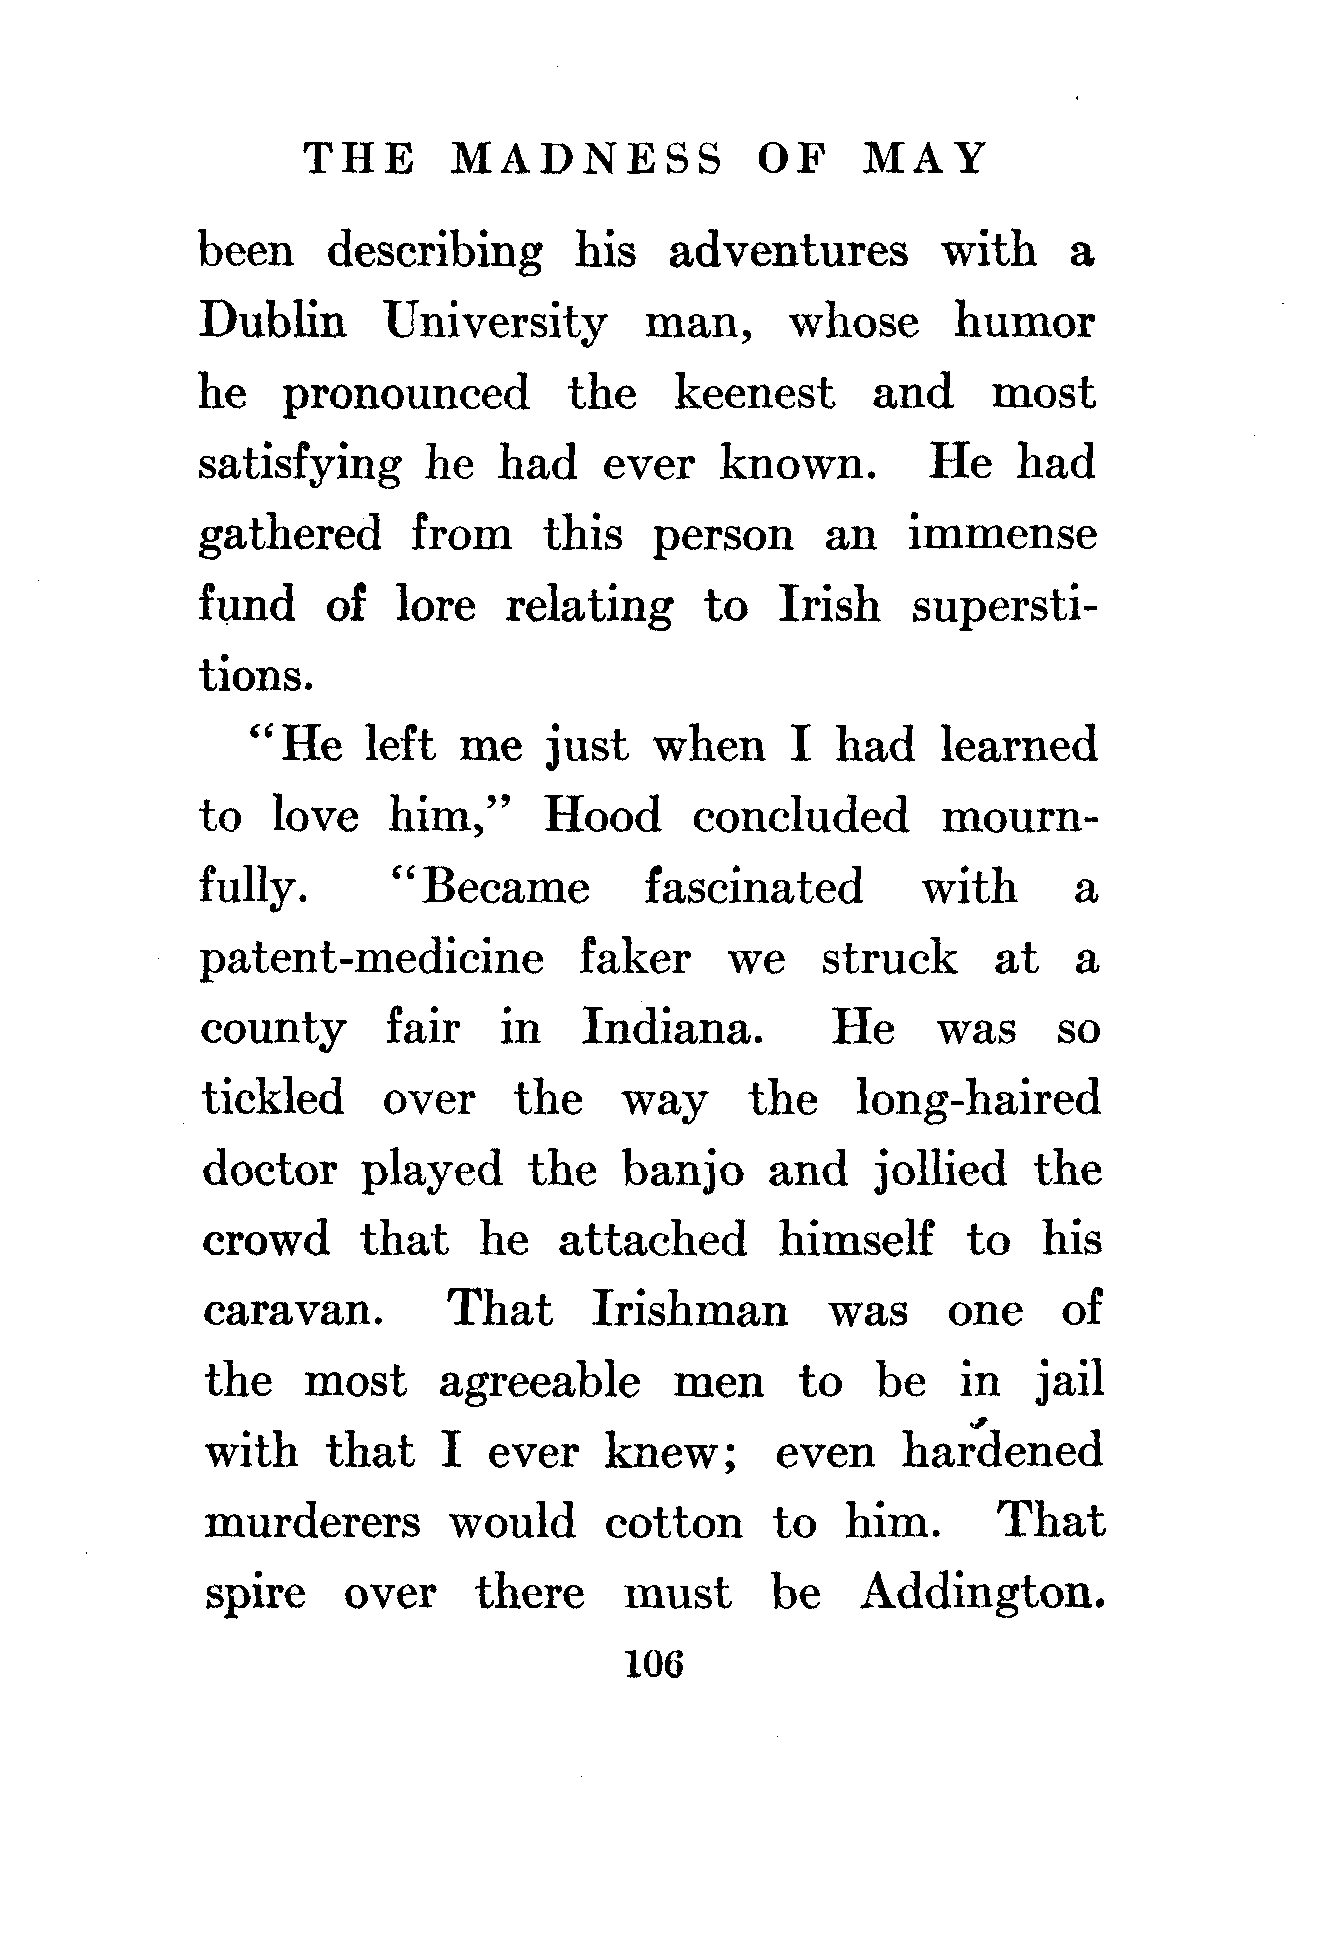 THE MADNESS OF MAY
been describing his adventures with a
Dublin University man, whose humor
he pronounced the keenest and most
satisfying he had ever known. He had
gathered from this person an immense
fund of lore relating to Irish supersti-
tions.
“He left me just when I had learned
to love him,” Hood concluded mourn-
fully. “Became fascinated with a
patent-medicine faker we struck at a
county fair in Indiana. He was so
tickled over the way the long-haired
doctor played the banjo and jollied the
crowd that he attached himself to his
caravan. That Irishman was one of
the most agreeable men to be in jail
with that I ever knew; even hardened
murderers would cotton to him. That
spire over there must be Addington.
106